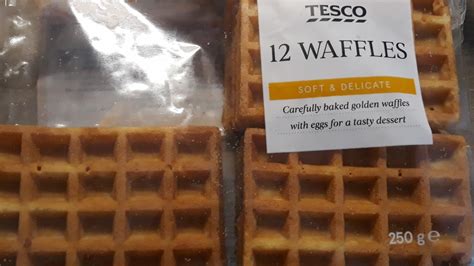 TESCO
12 WAFFLES
SOFT & DELICATE
Carefully baked golden waffles
with eggs for a tasty dessert
250 g ℮